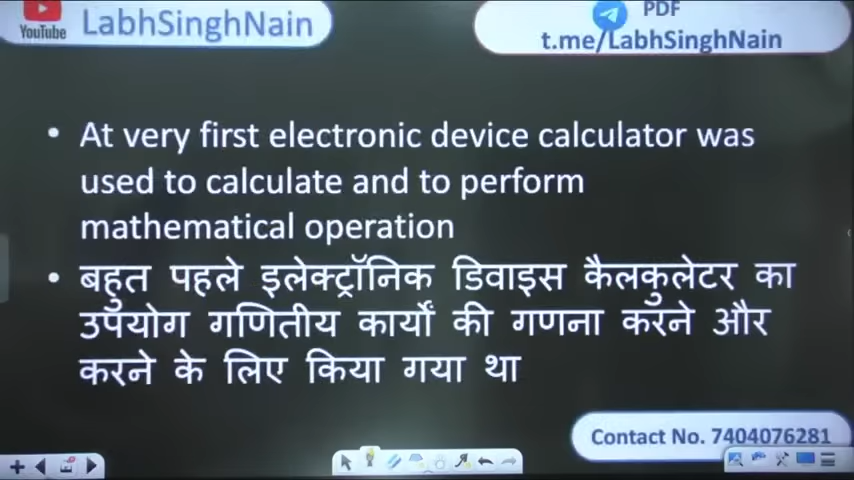 YouTube
LabhSinghNain
PDF
t.me/LabhSinghNain
• At very first electronic device calculator was
used to calculate and to perform
mathematical operation
• बहुत पहले इलेक्ट्रॉनिक डिवाइस कैलकुलेटर का
उपयोग गणितीय कार्यों की गणना करने और
करने के लिए किया गया था
Contact No. 7404076281